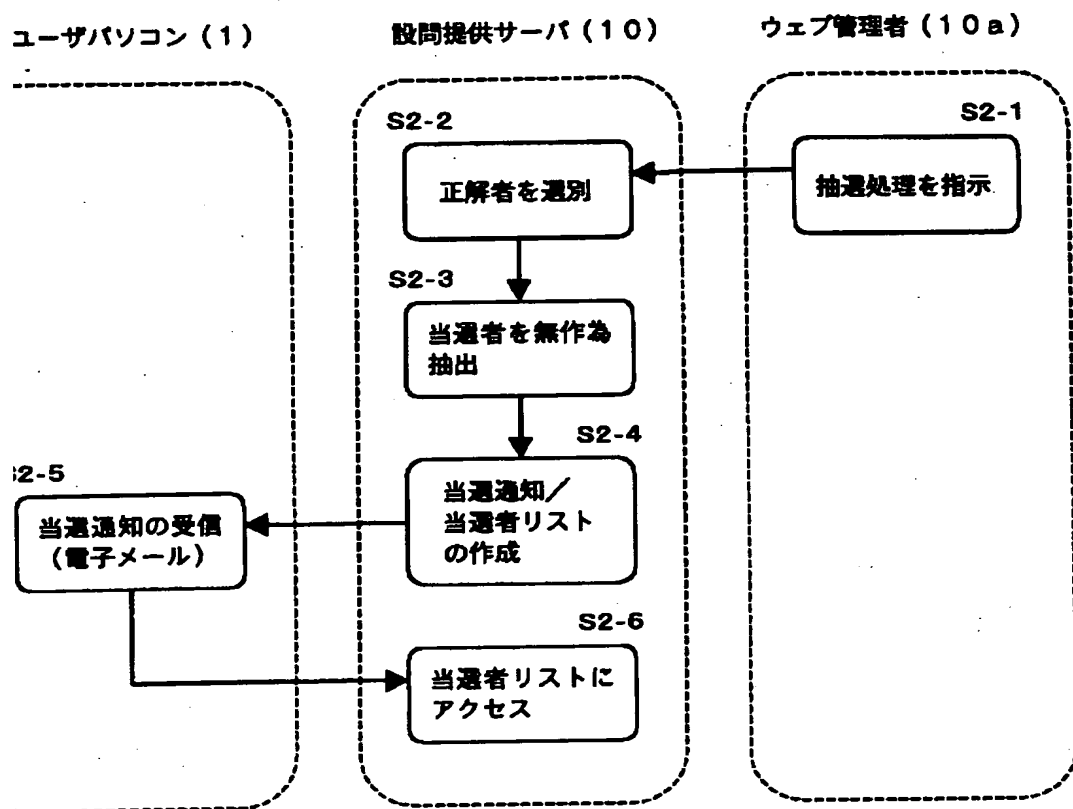 ユーザパソコン（1） 設問提供サーバ（10） ウェブ管理者（10a）
S2-1
抽選処理を指示
S2-2
正解者を選別
S2-3
当選者を無作為
抽出
S2-4
当選通知／
当選者リスト
の作成
S2-5
当選通知の受信
（電子メール）
S2-6
当選者リストに
アクセス